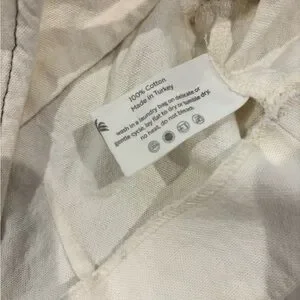 100% Cotton
Made in Turkey
wash in a laundry bag on delicate or
gentle cycle, lay flat to dry or tumble dry,
no heat, do not bleach.